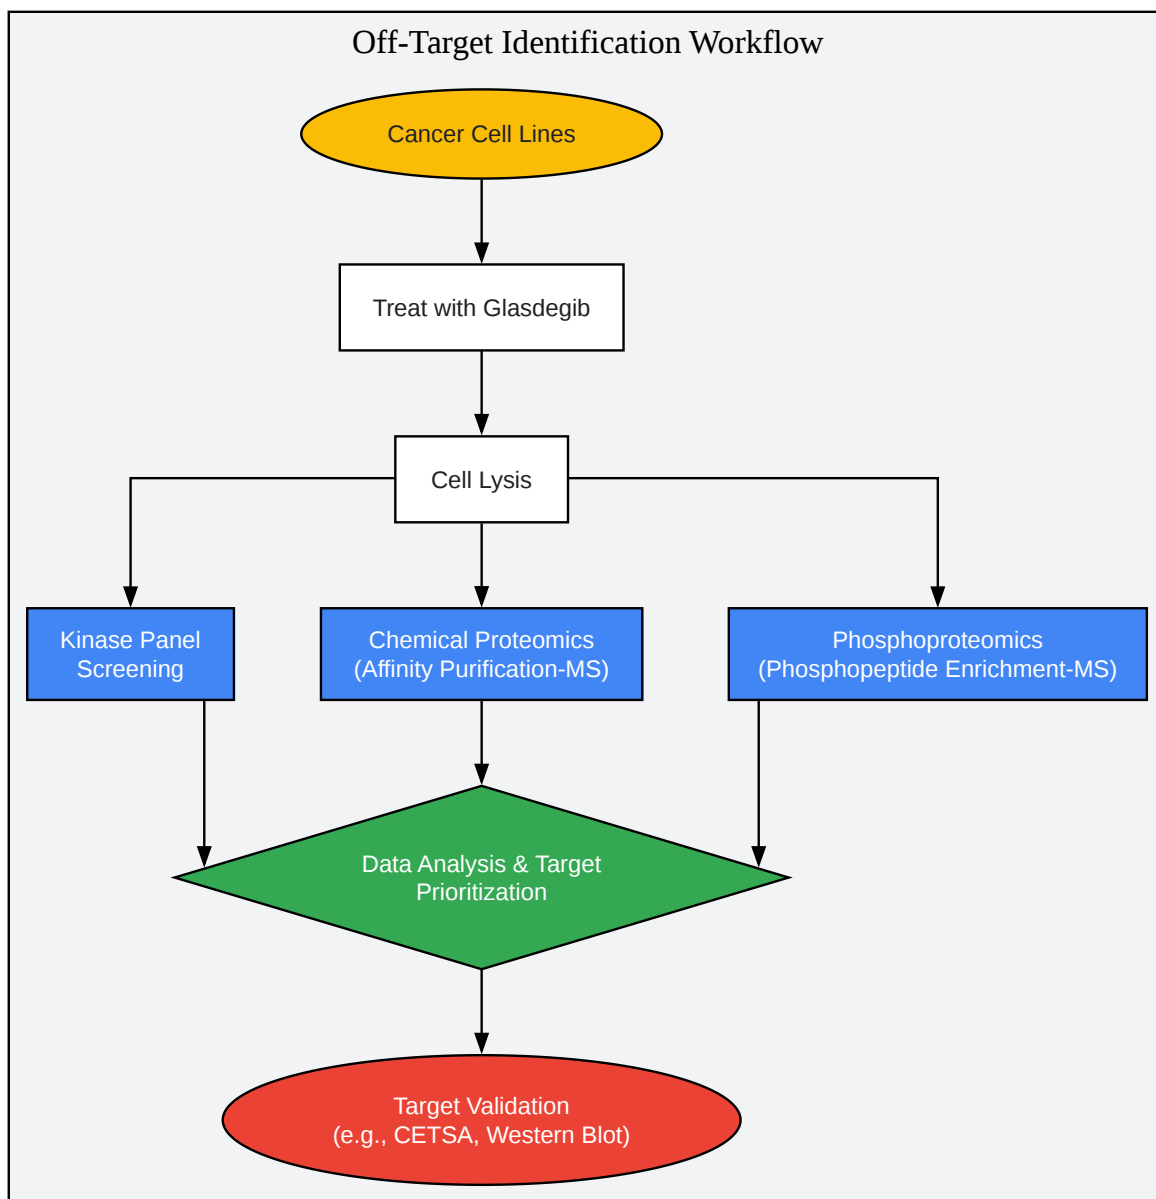 Off-Target Identification Workflow
Cancer Cell Lines
Treat with Glasdegib
Cell Lysis
Kinase Panel
Screening
Chemical Proteomics
(Affinity Purification-MS)
Phosphoproteomics
(Phosphopeptide Enrichment-MS)
Data Analysis & Target
Prioritization
Target Validation
(e.g., CETSA, Western Blot)